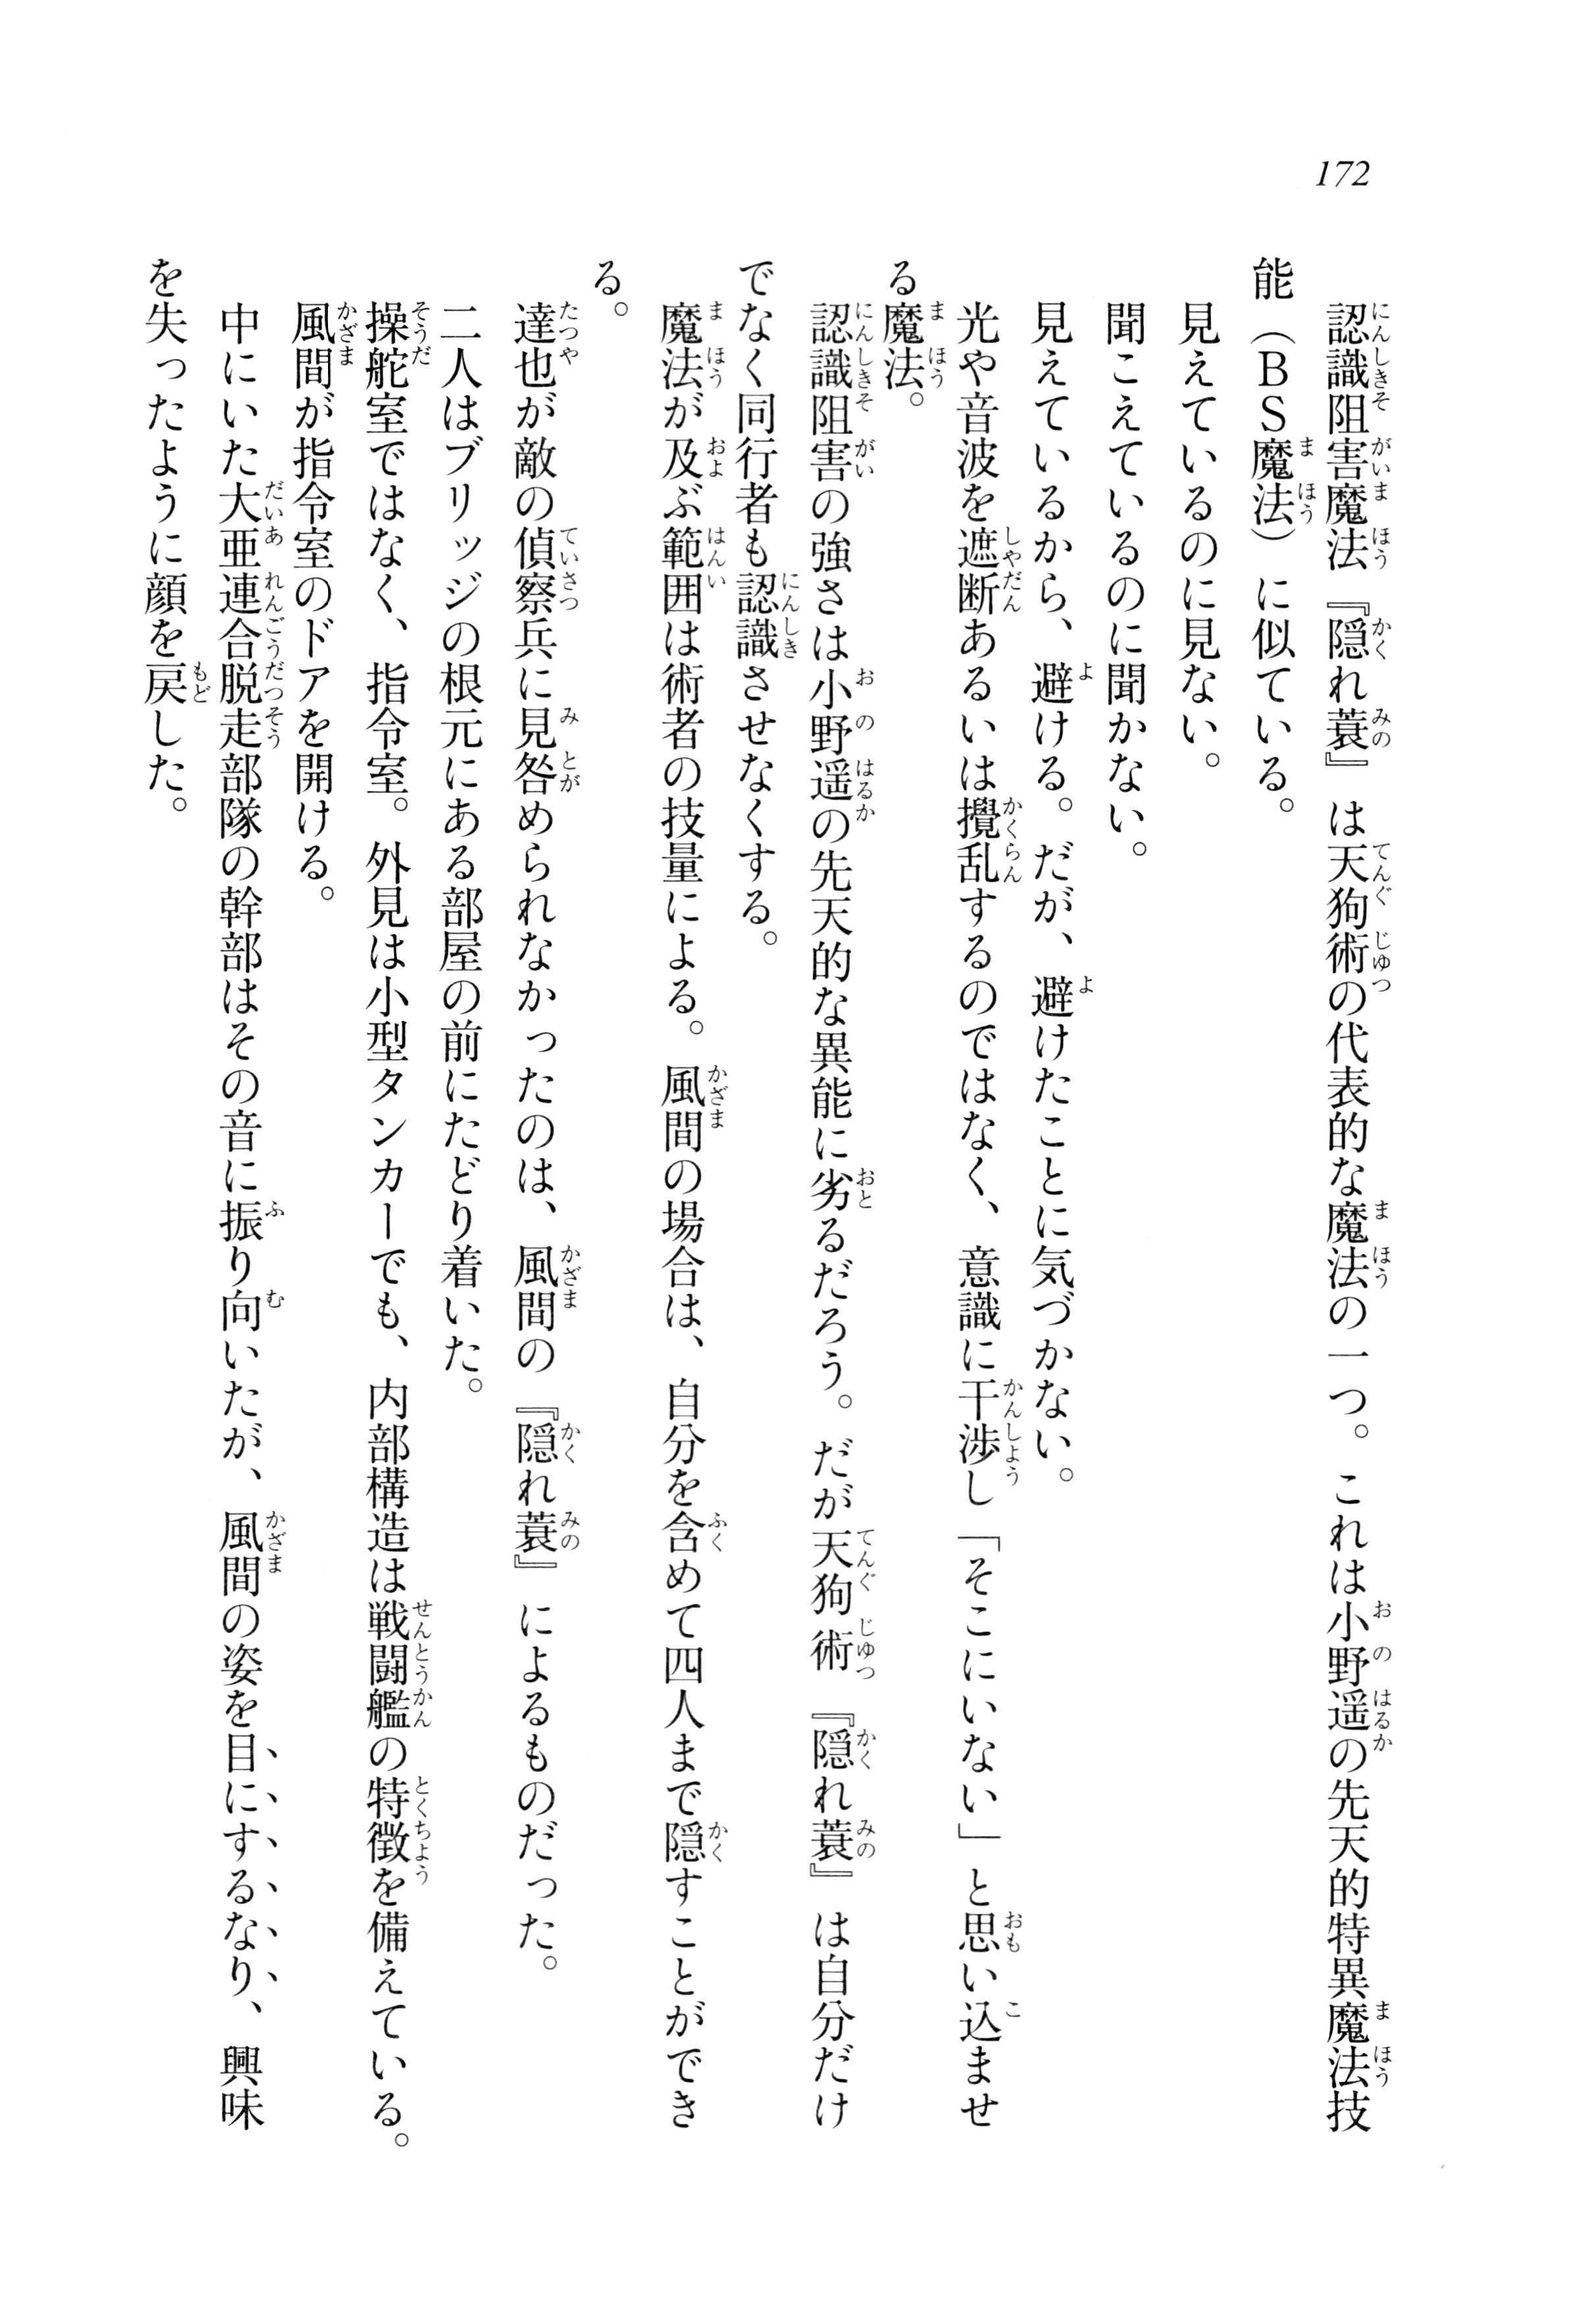 172
認識阻害魔法『隠れ蓑』は天狗術の代表的な魔法の一つ。これは小野遥の先天的特異魔法技
能（ＢＳ魔法）に似ている。
見えているのに見ない。
聞こえているのに聞かない。
見えているから、避ける。だが、避けたことに気づかない。
光や音波を遮断あるいは攪乱するのではなく、意識に干渉し「そこにいない」と思い込ませ
る魔法。
認識阻害の強さは小野遥の先天的な異能に劣るだろう。だが天狗術『隠れ蓑』は自分だけ
でなく同行者も認識させなくする。
魔法が及ぶ範囲は術者の技量による。風間の場合は、自分を含めて四人まで隠すことができ
る。
達也が敵の偵察兵に見咎められなかったのは、風間の『隠れ蓑』によるものだった。
二人はブリッジの根元にある部屋の前にたどり着いた。
操舵室ではなく、指令室。外見は小型タンカーでも、内部構造は戦闘艦の特徴を備えている。
風間が指令室のドアを開ける。
中にいた大亜連合脱走部隊の幹部はその音に振り向いたが、風間の姿を目にするなり、興味
を失ったように顔を戻した。